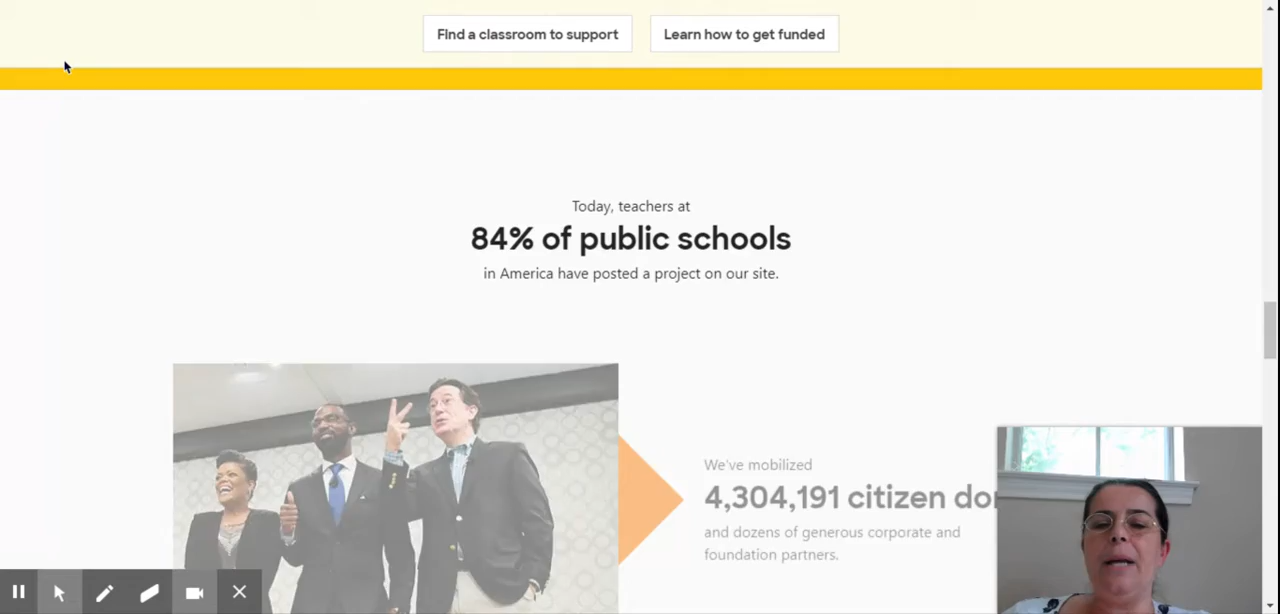 Find a classroom to support
Learn how to get funded
Today, teachers at
84% of public schools
in America have posted a project on our site.
We've mobilized
4,304,191 citizen
and dozens of generous corporate and
foundation partners.